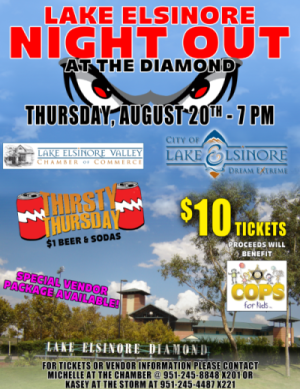 LAKE ELSINORE
NIGHT OUT
AT THE DIAMOND
THURSDAY, AUGUST 20TH - 7 PM
LAKE ELSINORE VALLEY
CHAMBER OF COMMERCE
CITY OF
LAKE ELSINORE
DREAM EXTREME
THIRSTY
THURSDAY
$1 BEER & SODAS
$10 TICKETS
PROCEEDS WILL
BENEFIT
COPS
for Kids
SPECIAL VENDOR
PACKAGE AVAILABLE!
LAKE ELSINORE DIAMOND
FOR TICKETS OR VENDOR INFORMATION PLEASE CONTACT
MICHELLE AT THE CHAMBER @ 951-245-8848 X201 OR
KASEY AT THE STORM AT 951-245-4487 X227